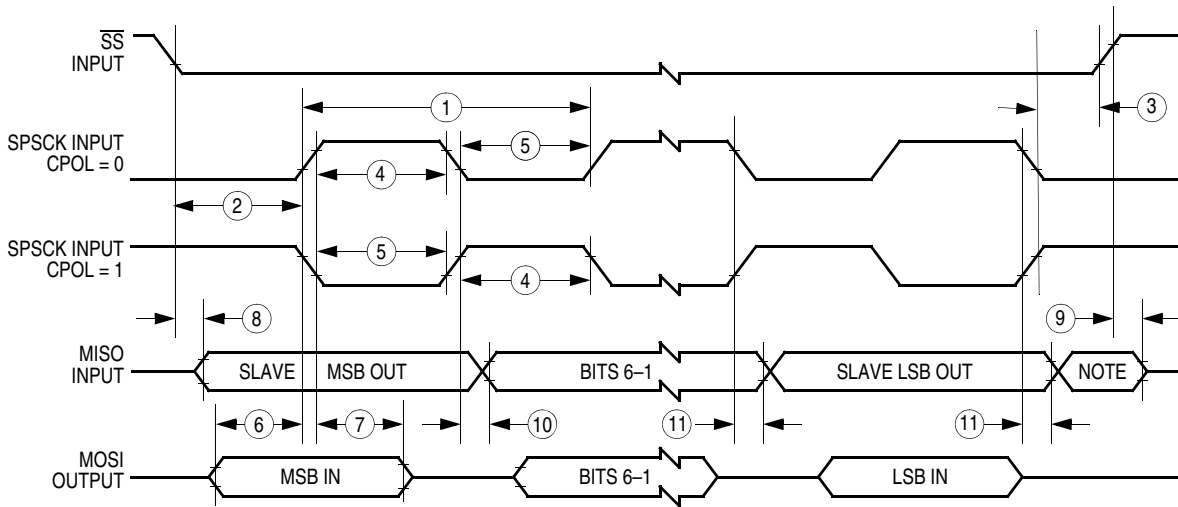 SS
INPUT
1
3
SPSCK INPUT
CPOL = 0
5
4
2
SPSCK INPUT
CPOL = 1
5
4
8
9
MISO
INPUT
SLAVE MSB OUT
BITS 6–1
SLAVE LSB OUT
NOTE
6
7
10
11
11
MOSI
OUTPUT
MSB IN
BITS 6–1
LSB IN